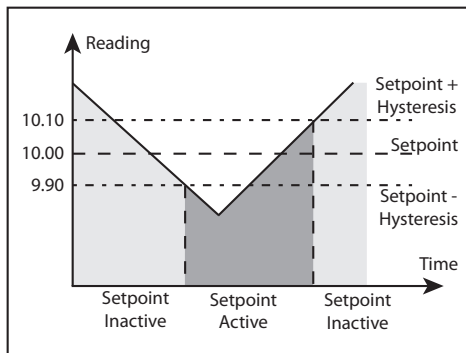 Reading
Setpoint +
Hysteresis
10.10
Setpoint
10.00
9.90
Setpoint -
Hysteresis
Time
Setpoint
Inactive
Setpoint
Active
Setpoint
Inactive